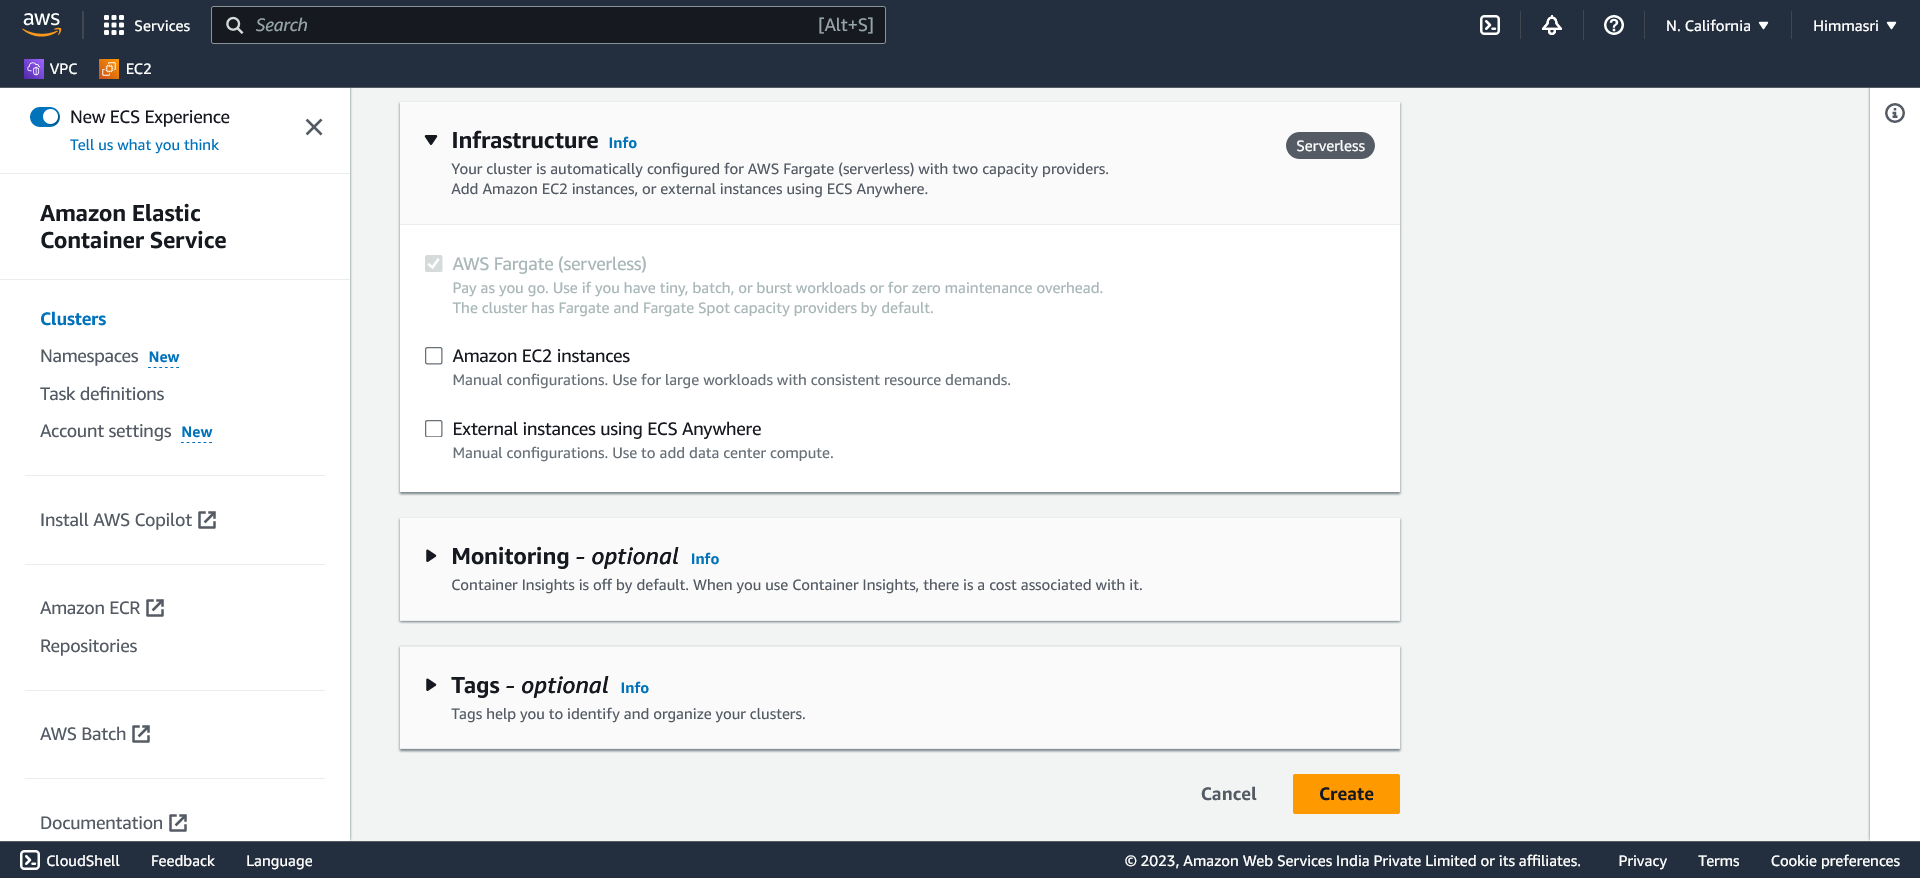 aws
Services
Search
[Alt+S]
N. California
Himmasri
VPC
EC2
New ECS Experience
Tell us what you think
Amazon Elastic
Container Service
Clusters
Namespaces New
Task definitions
Account settings New
Install AWS Copilot
Amazon ECR
Repositories
AWS Batch
Documentation
Infrastructure Info
Serverless
Your cluster is automatically configured for AWS Fargate (serverless) with two capacity providers.
Add Amazon EC2 instances, or external instances using ECS Anywhere.
AWS Fargate (serverless)
Pay as you go. Use if you have tiny, batch, or burst workloads or for zero maintenance overhead.
The cluster has Fargate and Fargate Spot capacity providers by default.
Amazon EC2 instances
Manual configurations. Use for large workloads with consistent resource demands.
External instances using ECS Anywhere
Manual configurations. Use to add data center compute.
Monitoring - optional Info
Container Insights is off by default. When you use Container Insights, there is a cost associated with it.
Tags - optional Info
Tags help you to identify and organize your clusters.
Cancel
Create
CloudShell
Feedback
Language
© 2023, Amazon Web Services India Private Limited or its affiliates.
Privacy
Terms
Cookie preferences